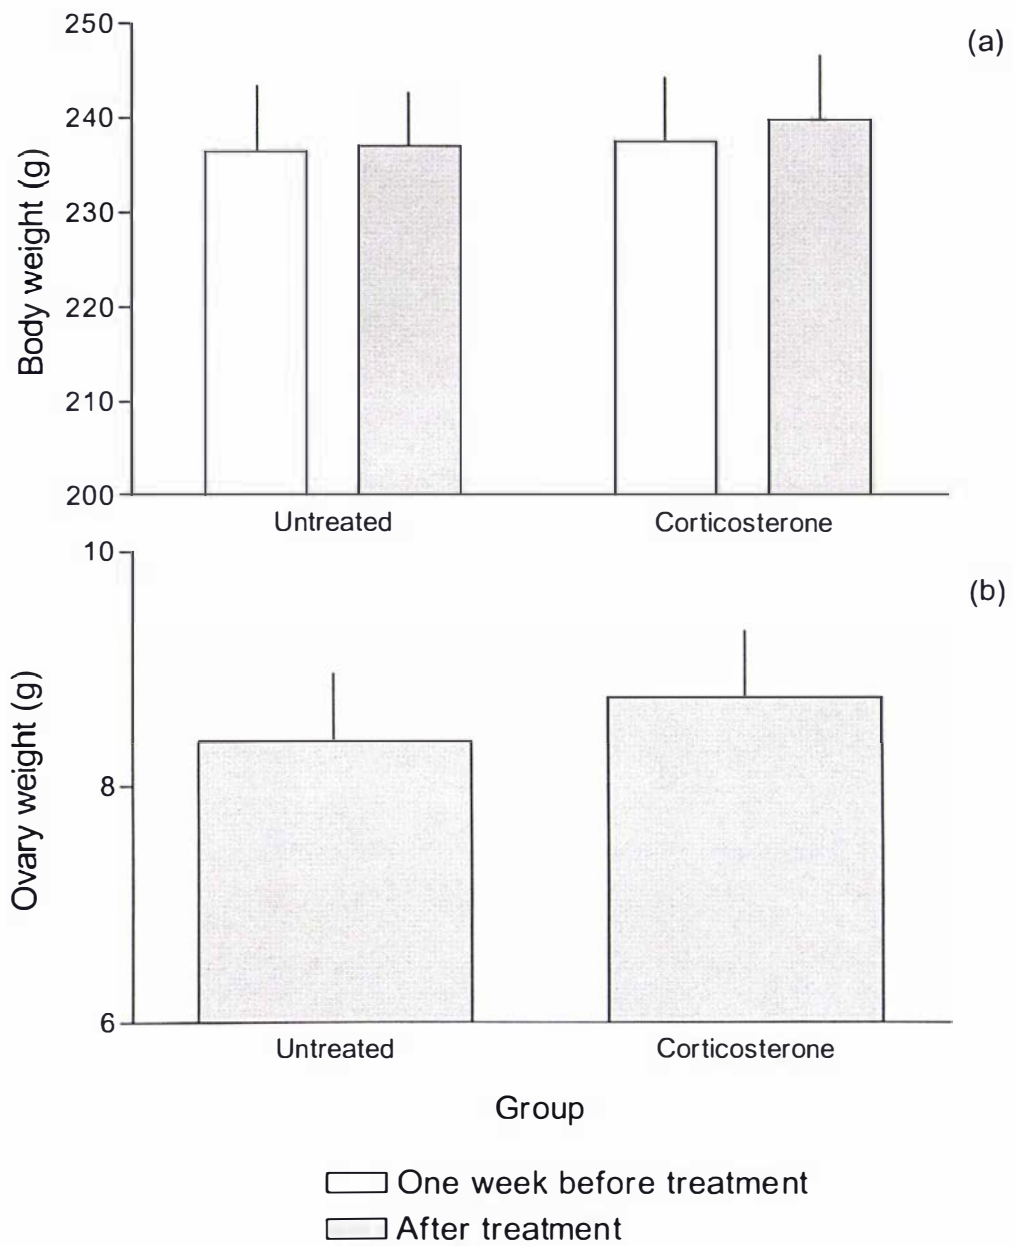 (a)
Body weight (g)
250
240
230
220
210
200
Untreated Corticosterone
(b)
Ovary weight (g)
10
8
6
Untreated Corticosterone
Group
One week before treatment
After treatment